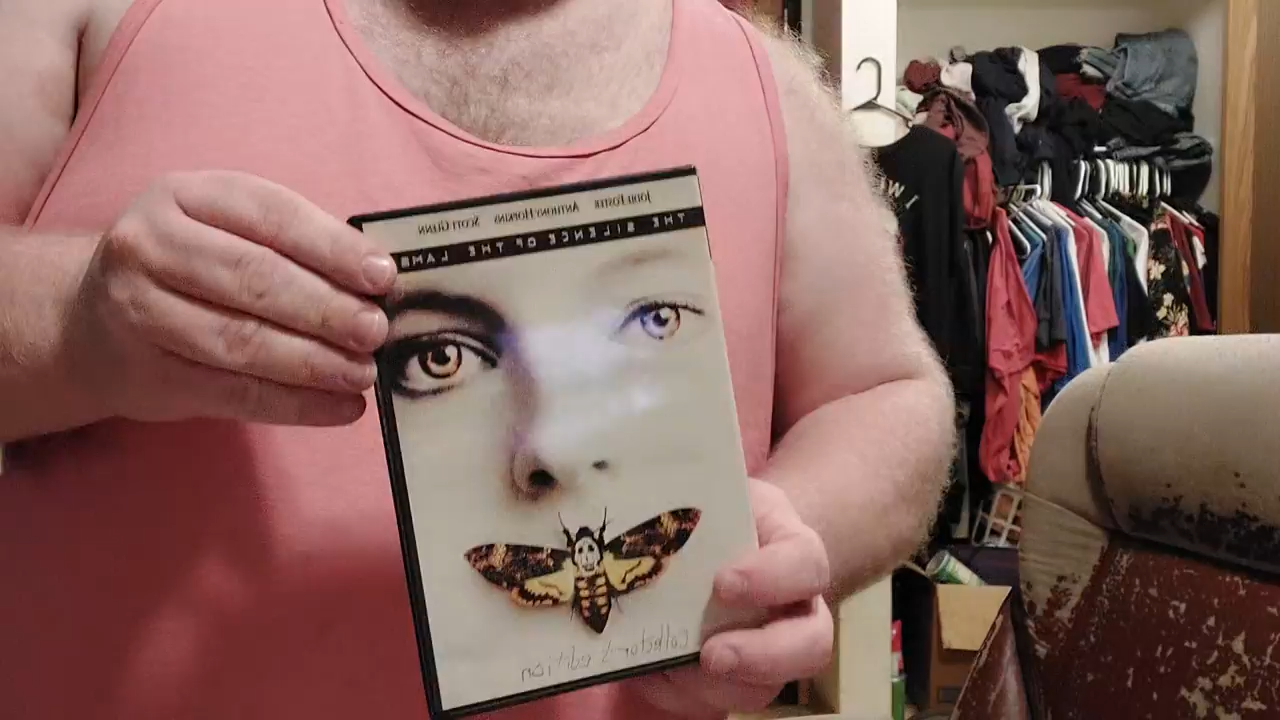 JODIE FOSTER ANTHONY HOPKINS SCOTT GLENN
THE SILENCE OF THE LAMBS
collector's edition
W
I